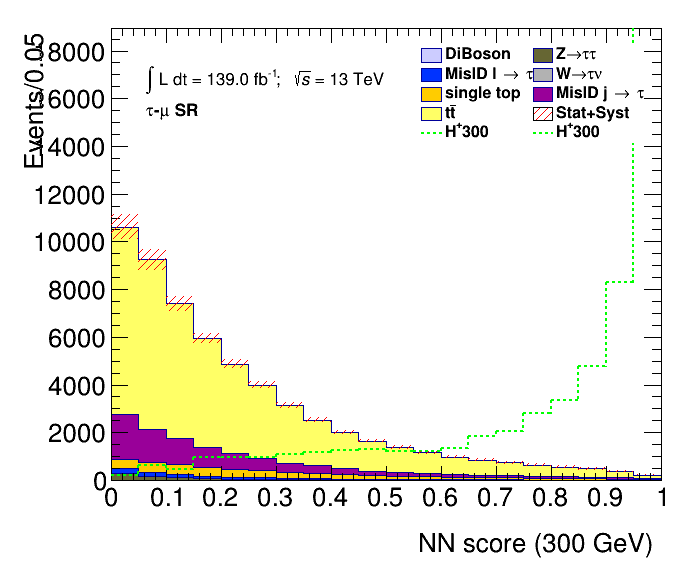 Events/0.05
18000
16000
14000
12000
10000
8000
6000
4000
2000
0
∫ L dt = 139.0 fb⁻¹; √s = 13 TeV
τ-μ SR
DiBoson
Z→ττ
MisID l → τ
W→τν
single top
MisID j → τ
tt̄
Stat+Syst
H⁺300
H⁺300
0 0.1 0.2 0.3 0.4 0.5 0.6 0.7 0.8 0.9 1
NN score (300 GeV)